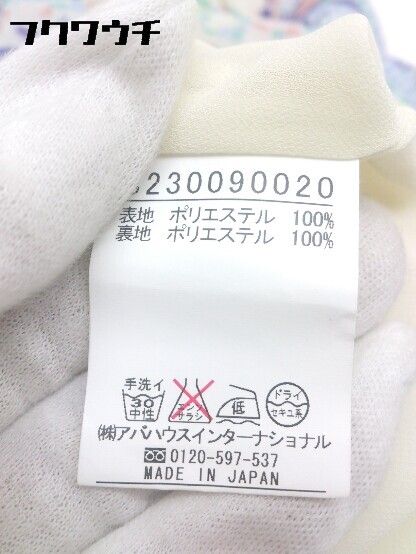 フクワウチ
230090020
表地 ポリエステル 100%
裏地 ポリエステル 100%
手洗イ 30 中性
エンソ サラシ
低
ドライ セキユ系
㈱アバハウスインターナショナル
0120-597-537
MADE IN JAPAN